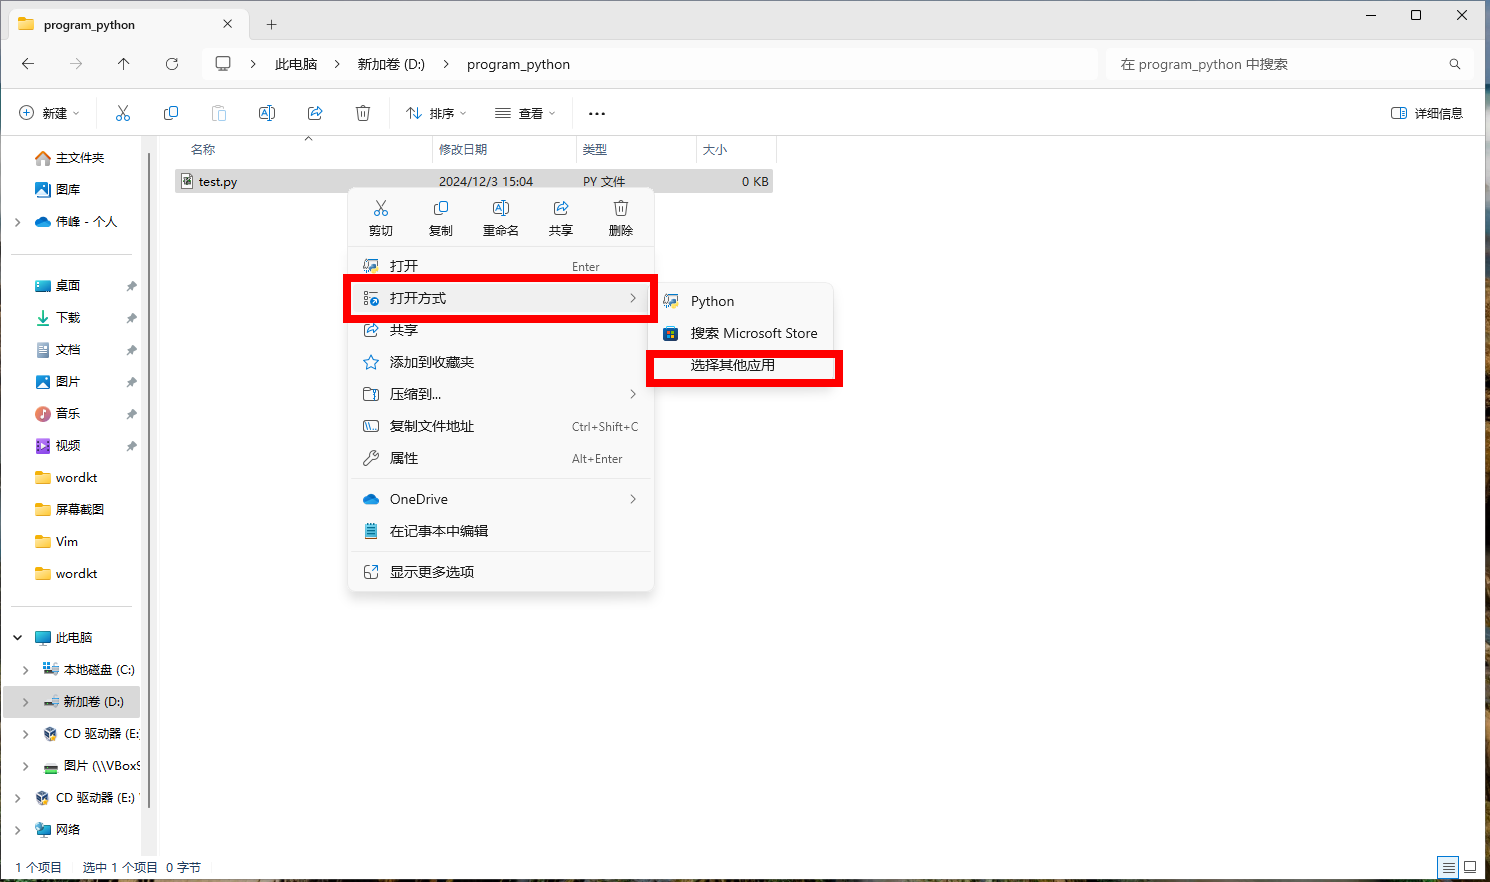 program_python
此电脑 新加卷 (D:) program_python
在 program_python 中搜索
新建 排序 查看 详细信息
名称 修改日期 类型 大小
test.py 2024/12/3 15:04 PY 文件 0 KB
主文件夹
图库
伟峰 - 个人
桌面
下载
文档
图片
音乐
视频
wordkt
屏幕截图
Vim
wordkt
此电脑
本地磁盘 (C:)
新加卷 (D:)
CD 驱动器 (E:
图片 (\\VBoxS
CD 驱动器 (E:)
网络
剪切 复制 重命名 共享 删除
打开 Enter
打开方式
共享
添加到收藏夹
压缩到...
复制文件地址 Ctrl+Shift+C
属性 Alt+Enter
OneDrive
在记事本中编辑
显示更多选项
Python
搜索 Microsoft Store
选择其他应用
1 个项目 选中 1 个项目 0 字节